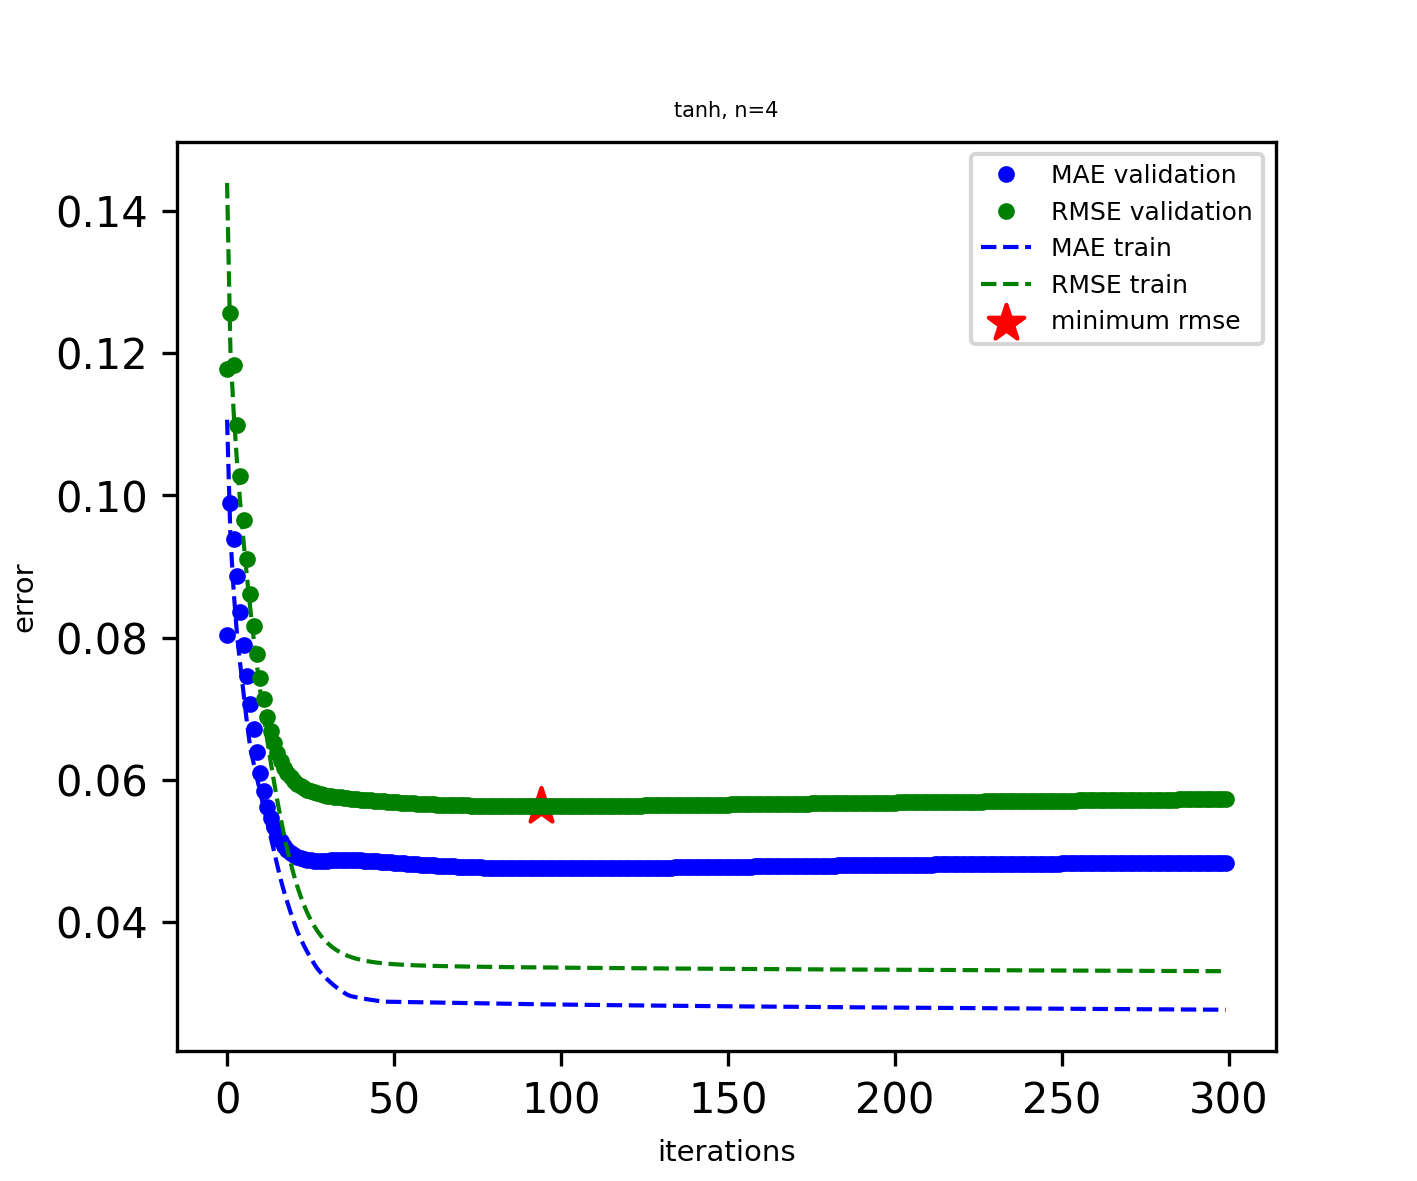 tanh, n=4
MAE validation
RMSE validation
MAE train
RMSE train
minimum rmse
error
0.14
0.12
0.10
0.08
0.06
0.04
0 50 100 150 200 250 300
iterations